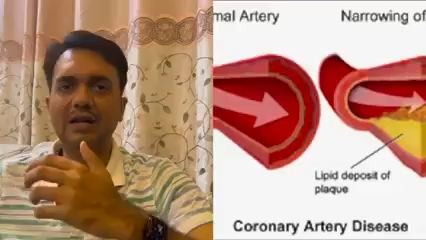 mal Artery
Narrowing of
Lipid deposit of
plaque
Coronary Artery Disease